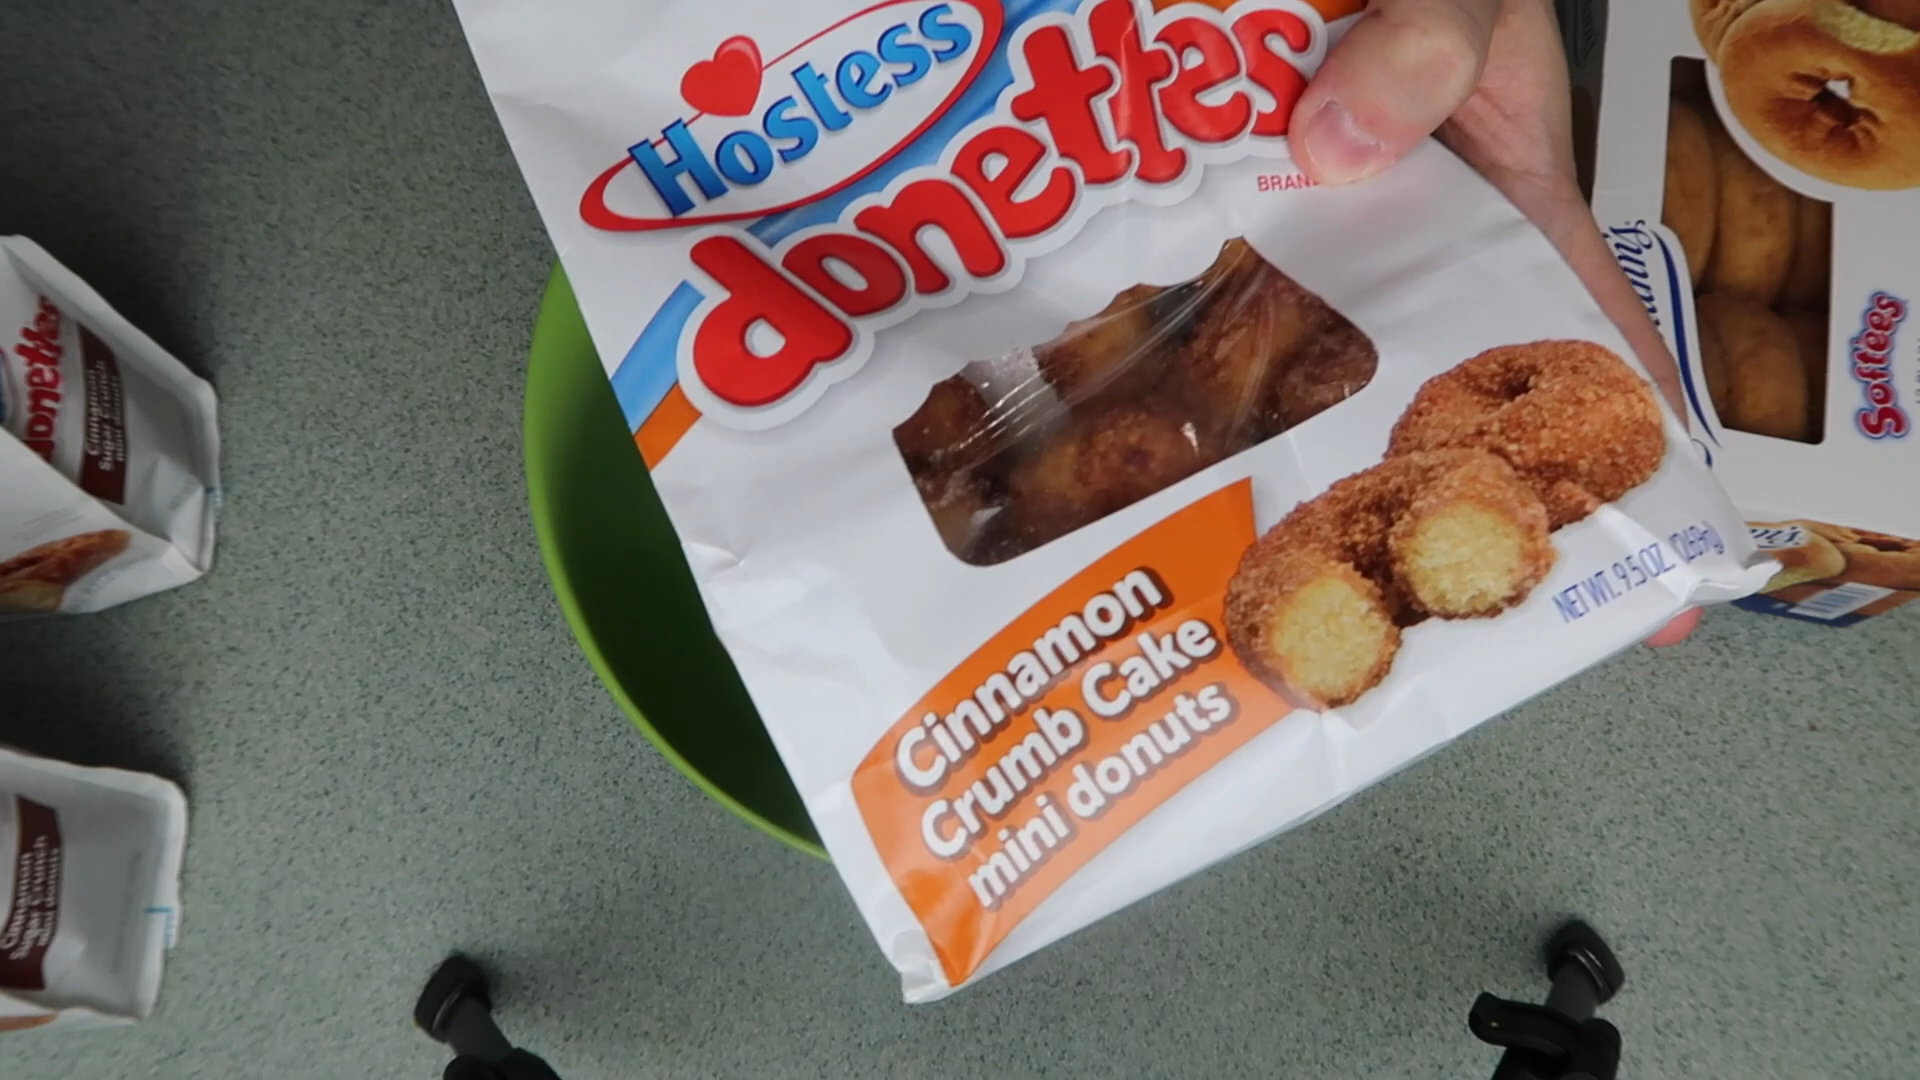 Hostess
donettes
BRAND
Cinnamon
Crumb Cake
mini donuts
NET WT. 9.5 OZ. (269g)
donettes
Cinnamon
Sugar Crunch
mini donuts
Cinnamon
Sugar Crunch
mini donuts
Softees